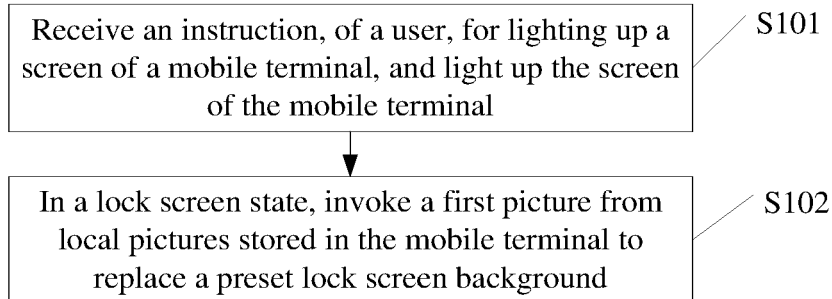 Receive an instruction, of a user, for lighting up a
screen of a mobile terminal, and light up the screen
of the mobile terminal
S101
In a lock screen state, invoke a first picture from
local pictures stored in the mobile terminal to
replace a preset lock screen background
S102